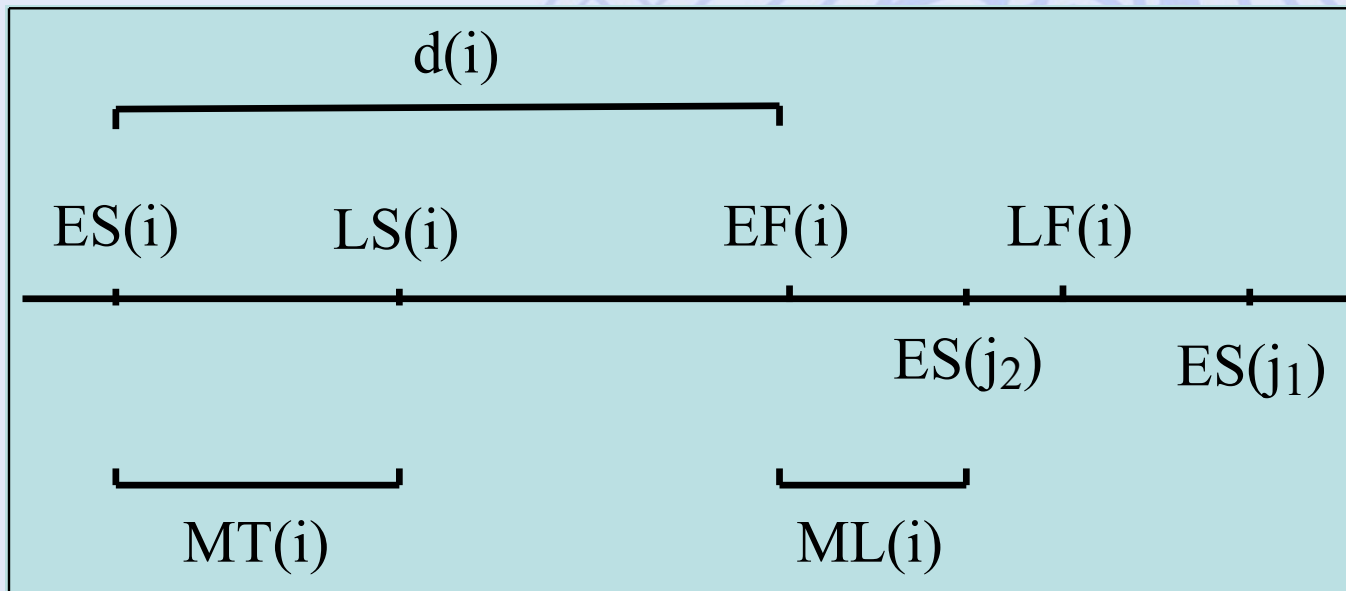 d(i)
ES(i) LS(i) EF(i) LF(i)
ES(j₂) ES(j₁)
MT(i) ML(i)